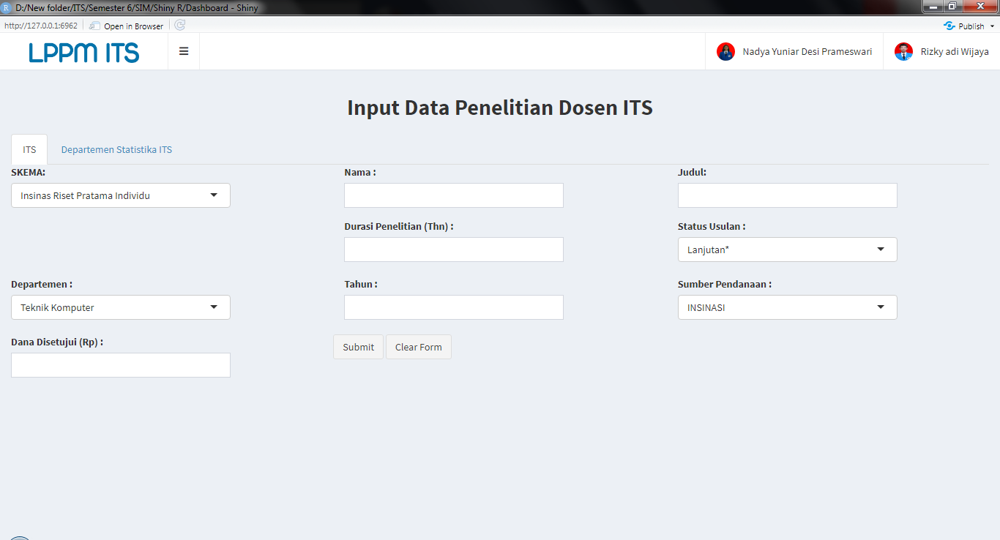 D:/New folder/ITS/Semester 6/SIM/Shiny R/Dashboard - Shiny
http://127.0.0.1:6962 Open in Browser Publish
LPPM ITS Nadya Yuniar Desi Prameswari Rizky adi Wijaya
Input Data Penelitian Dosen ITS
ITS Departemen Statistika ITS
SKEMA: Nama : Judul:
Insinas Riset Pratama Individu
Durasi Penelitian (Thn) : Status Usulan :
Lanjutan*
Departemen : Tahun : Sumber Pendanaan :
Teknik Komputer INSINASI
Dana Disetujui (Rp) :
Submit Clear Form